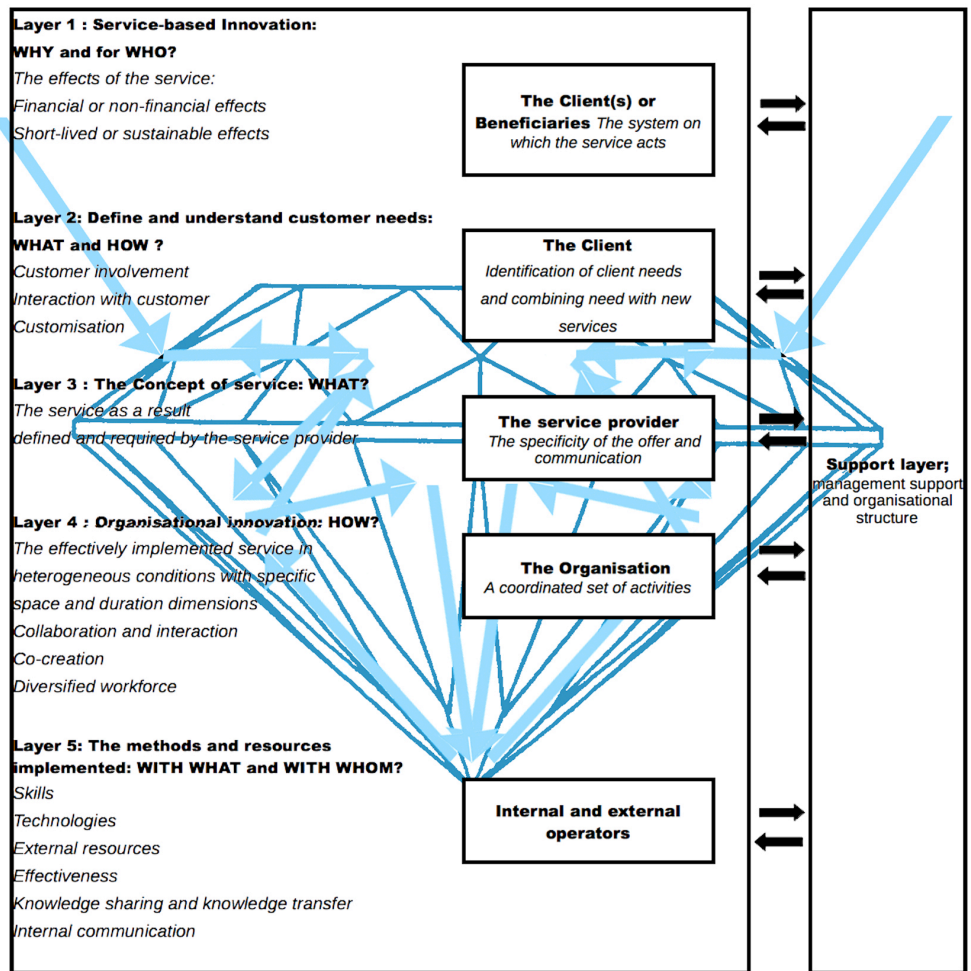 Layer 1 : Service-based Innovation:
WHY and for WHO?
The effects of the service:
Financial or non-financial effects
Short-lived or sustainable effects
The Client(s) or
Beneficiaries The system on
which the service acts
Layer 2: Define and understand customer needs:
WHAT and HOW ?
Customer involvement
Interaction with customer
Customisation
The Client
Identification of client needs
and combining need with new
services
Layer 3 : The Concept of service: WHAT?
The service as a result
defined and required by the service provider
The service provider
The specificity of the offer and
communication
Layer 4 : Organisational innovation: HOW?
The effectively implemented service in
heterogeneous conditions with specific
space and duration dimensions
Collaboration and interaction
Co-creation
Diversified workforce
The Organisation
A coordinated set of activities
Layer 5: The methods and resources
implemented: WITH WHAT and WITH WHOM?
Skills
Technologies
External resources
Effectiveness
Knowledge sharing and knowledge transfer
Internal communication
Internal and external
operators
Support layer;
management support
and organisational
structure